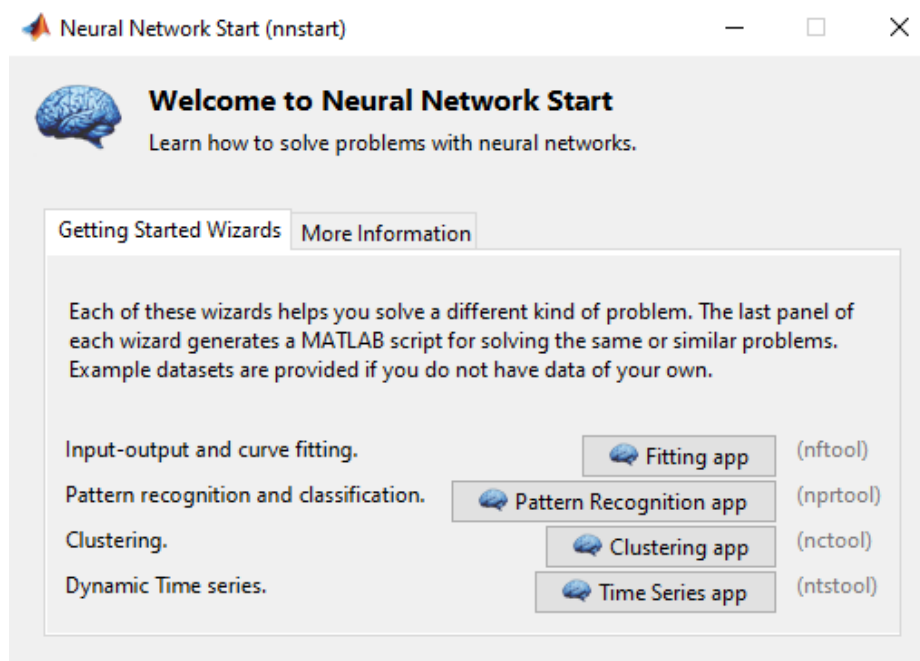 Neural Network Start (nnstart)
Welcome to Neural Network Start
Learn how to solve problems with neural networks.
Getting Started Wizards More Information
Each of these wizards helps you solve a different kind of problem. The last panel of
each wizard generates a MATLAB script for solving the same or similar problems.
Example datasets are provided if you do not have data of your own.
Input-output and curve fitting. Fitting app (nftool)
Pattern recognition and classification. Pattern Recognition app (nprtool)
Clustering. Clustering app (nctool)
Dynamic Time series. Time Series app (ntstool)